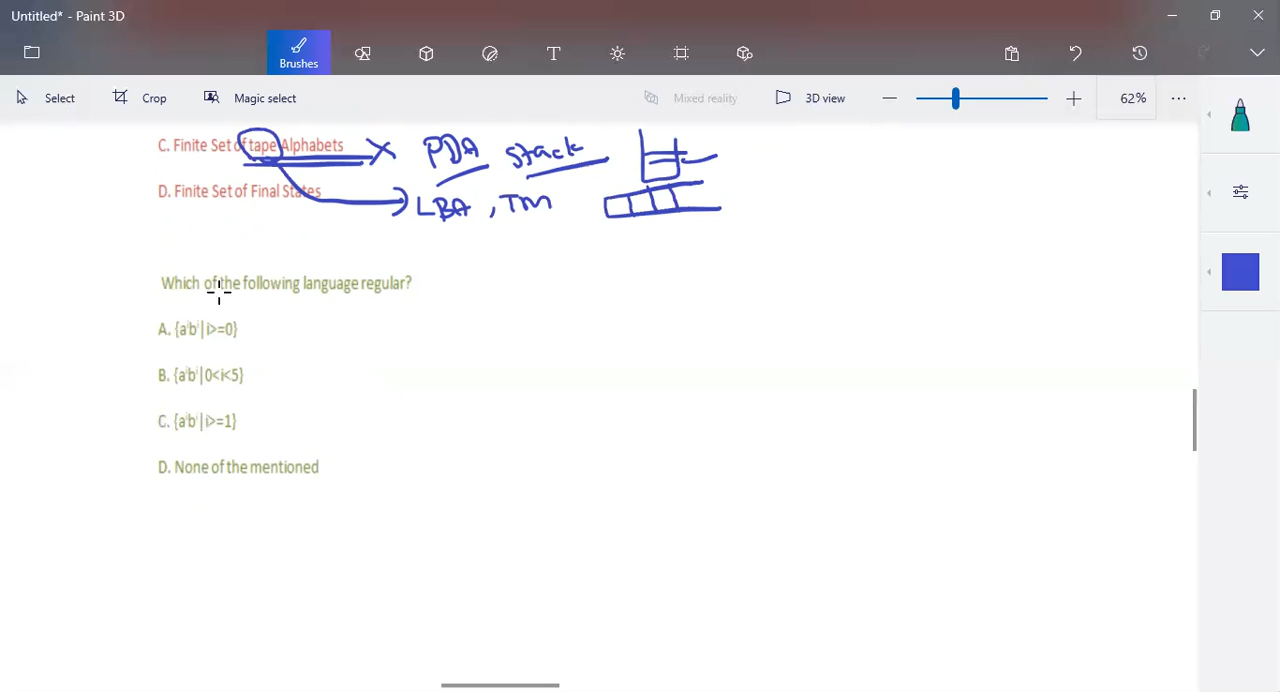 Untitled* - Paint 3D
Brushes
Select
Crop
Magic select
Mixed reality
3D view
62%
C. Finite Set of tape Alphabets
PDA stack
D. Finite Set of Final States
LBA , TM
Which of the following language regular?
A. {aⁱbⁱ|i>=0}
B. {aⁱbⁱ|0<i<5}
C. {aⁱbⁱ|i>=1}
D. None of the mentioned